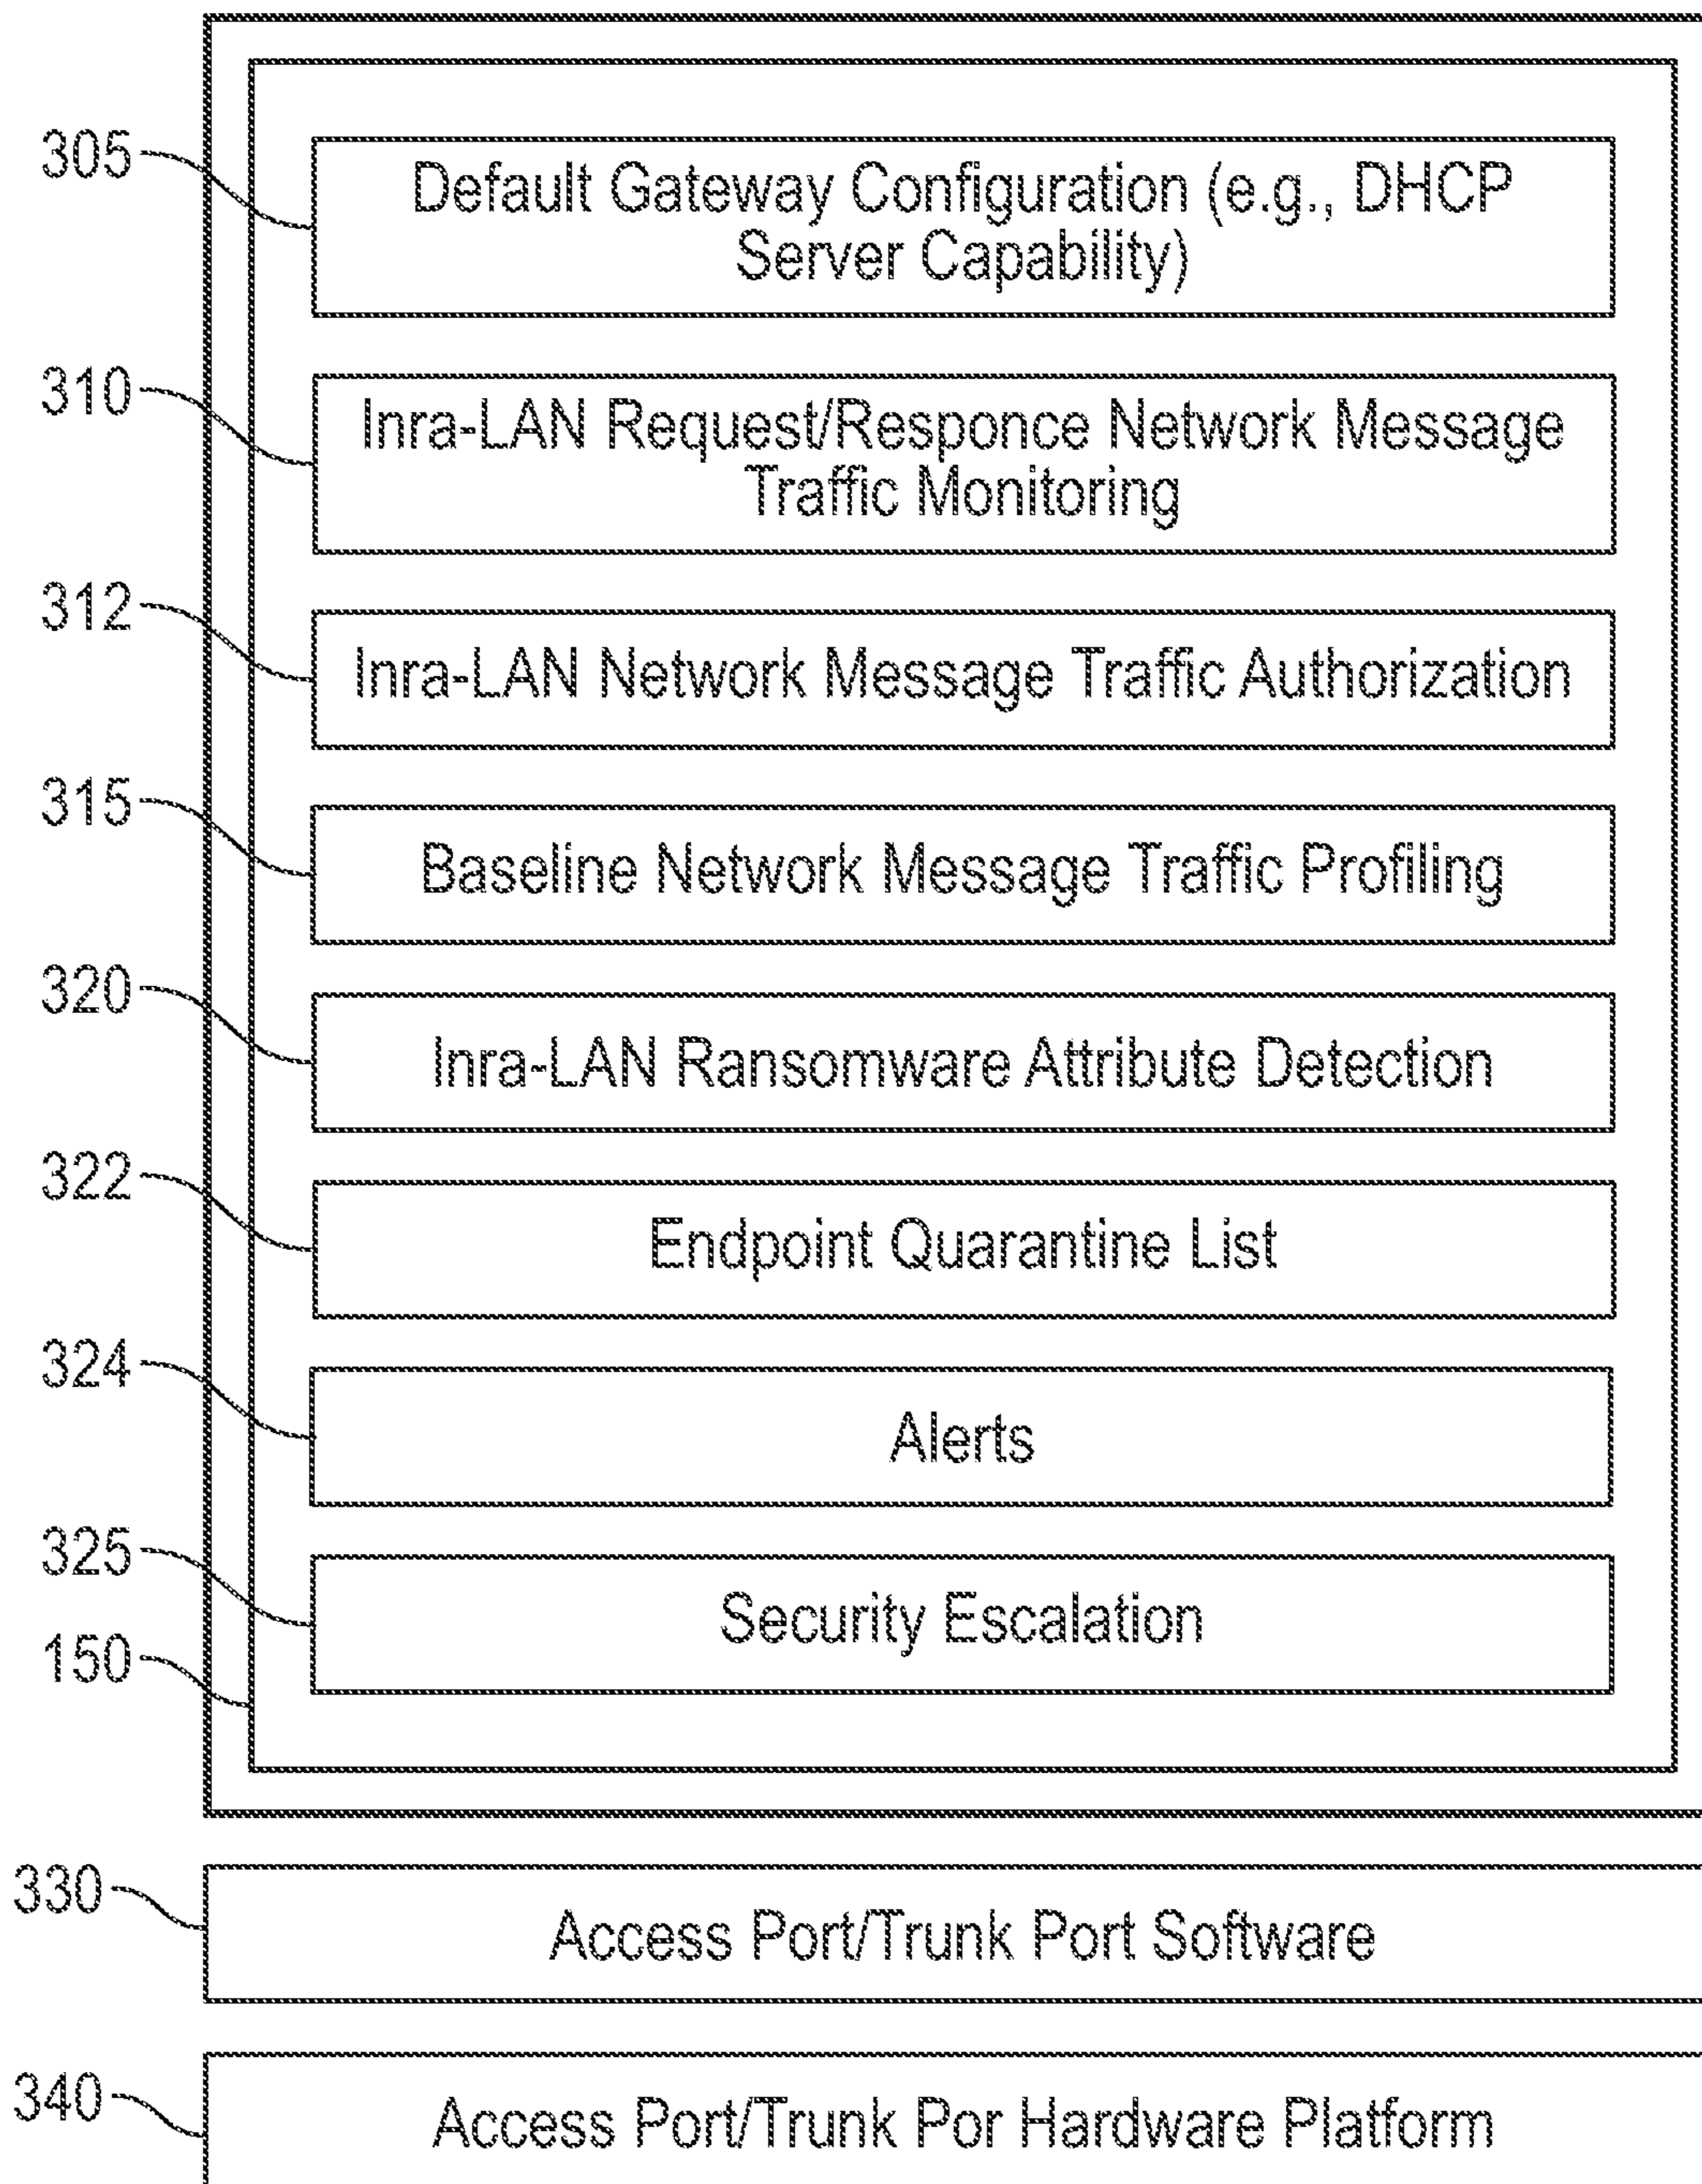 305
Default Gateway Configuration (e.g., DHCP
Server Capability)
310
Inra-LAN Request/Responce Network Message
Traffic Monitoring
312
Inra-LAN Network Message Traffic Authorization
315
Baseline Network Message Traffic Profiling
320
Inra-LAN Ransomware Attribute Detection
322
Endpoint Quarantine List
324
Alerts
325
Security Escalation
150
330
Access Port/Trunk Port Software
340
Access Port/Trunk Por Hardware Platform